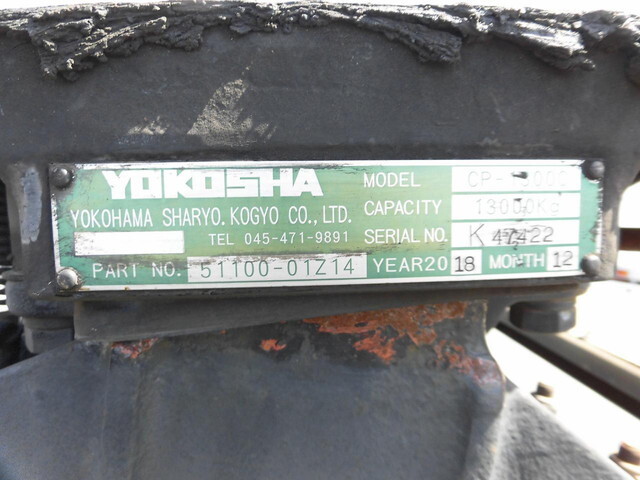 YOKOSHA
YOKOHAMA SHARYO. KOGYO CO., LTD.
TEL 045-471-9891
PART NO. 51100-01Z14
MODEL
CAPACITY 13000Kg
SERIAL NO. K 47422
YEAR20 18 MONTH 12